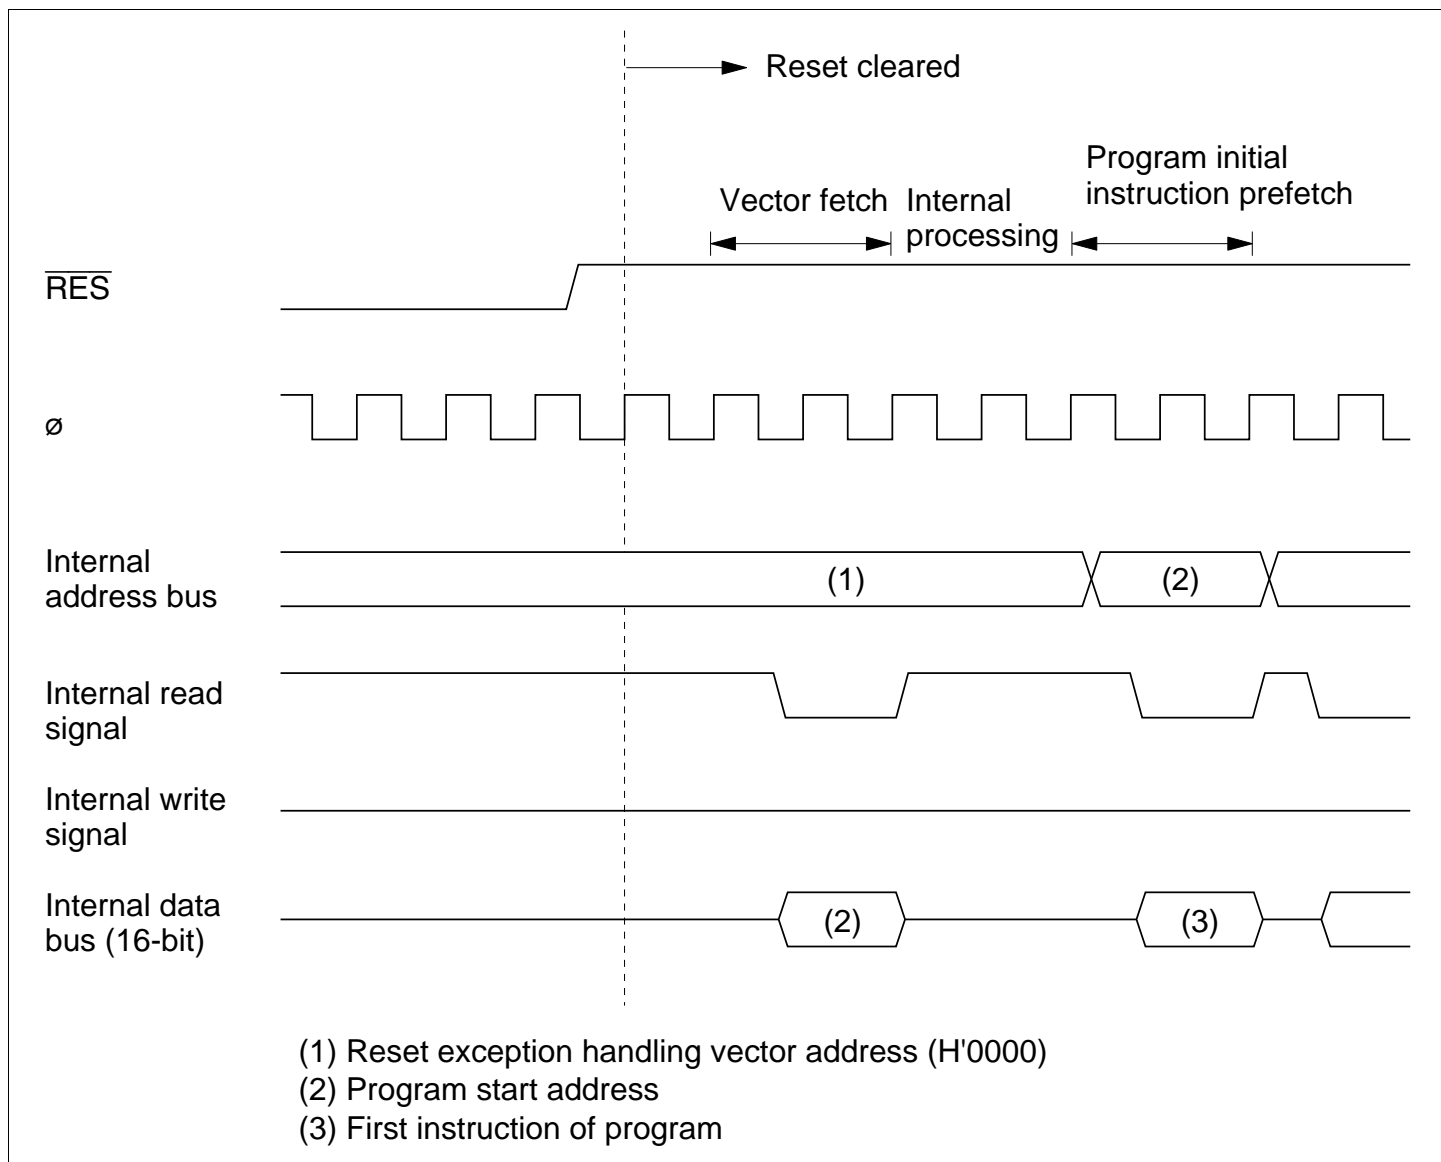 Reset cleared
Program initial
instruction prefetch
Vector fetch
Internal
processing
RES
ø
Internal
address bus
(1)
(2)
Internal read
signal
Internal write
signal
Internal data
bus (16-bit)
(2)
(3)
(1) Reset exception handling vector address (H'0000)
(2) Program start address
(3) First instruction of program